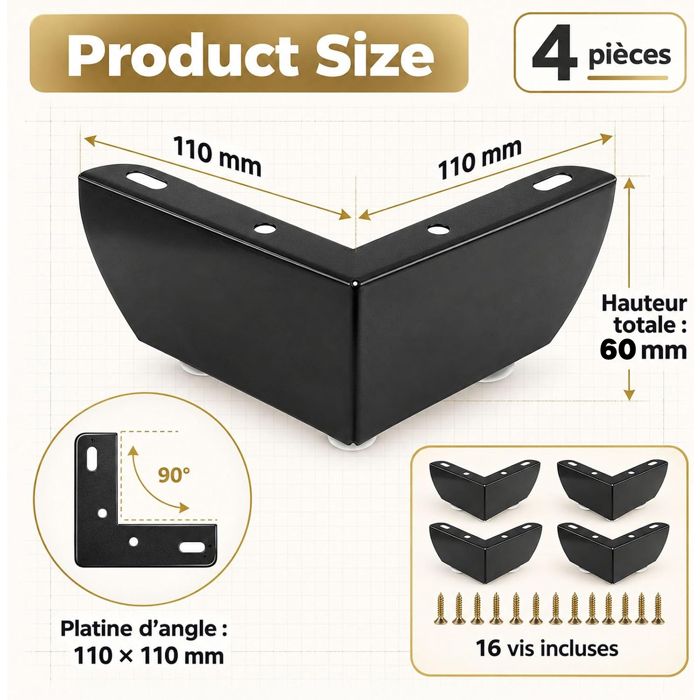 Product Size
4 pièces
110 mm
110 mm
Hauteur
totale :
60 mm
90°
Platine d'angle :
110 × 110 mm
16 vis incluses